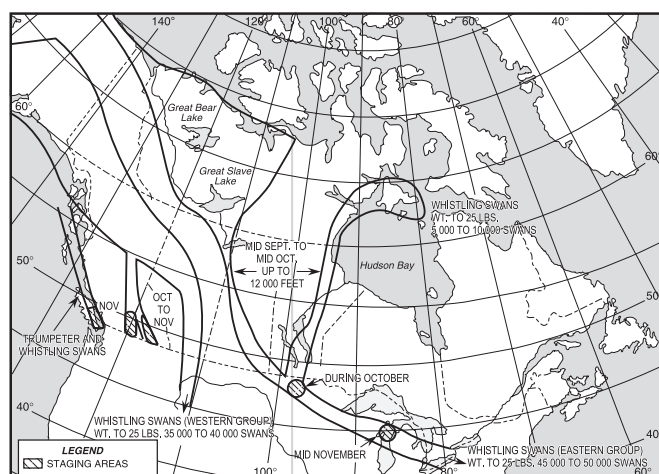 120°
100°
80°
60°
40°
60°
Great Bear
Lake
40°
60°
Great Slave
Lake
WHISTLING SWANS
WT. TO 25 LBS,
5 000 TO 10 000 SWANS
MID SEPT. TO
MID OCT.
UP TO
12 000 FEET
Hudson Bay
50°
50°
OCT
TO
NOV
NOV
TRUMPETER AND
WHISTLING SWANS
DURING OCTOBER
40°
40°
WHISTLING SWANS (WESTERN GROUP)
WT, TO 25 LBS, 35 000 TO 40 000 SWANS
MID NOVEMBER
WHISTLING SWANS (EASTERN GROUP)
WT. TO 25 LBS, 45 000 TO 50 000 SWANS
LEGEND
STAGING AREAS
100°
80°
60°